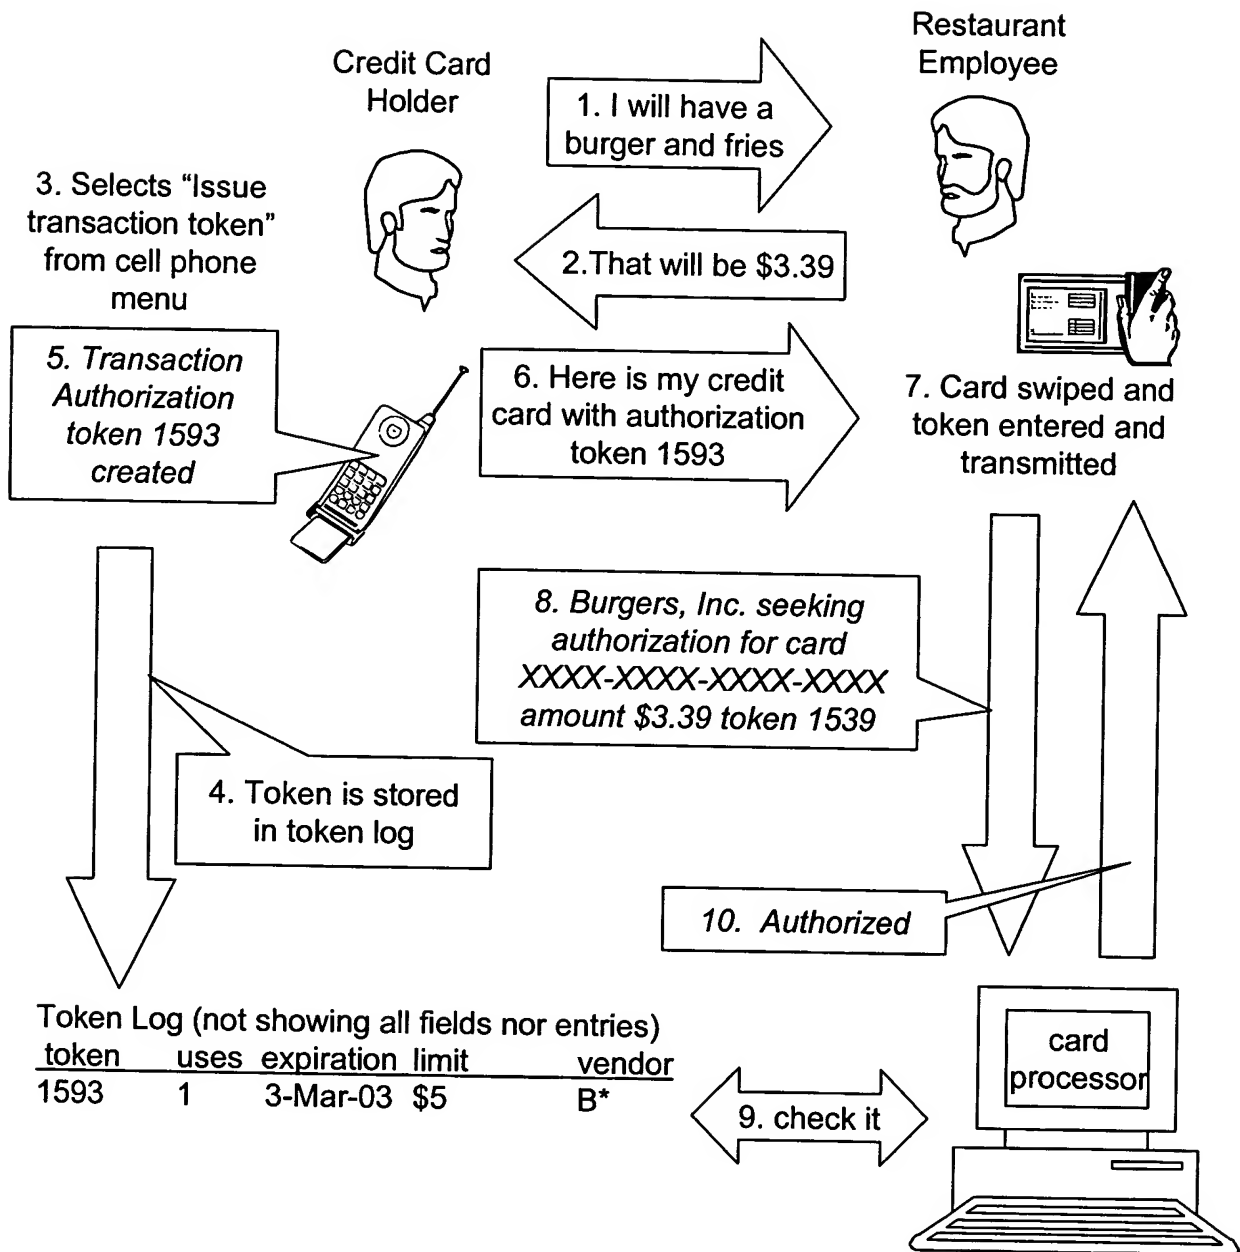 Credit Card
Holder
Restaurant
Employee
1. I will have a
burger and fries
2.That will be $3.39
3. Selects “Issue
transaction token”
from cell phone
menu
5. Transaction
Authorization
token 1593
created
6. Here is my credit
card with authorization
token 1593
7. Card swiped and
token entered and
transmitted
8. Burgers, Inc. seeking
authorization for card
XXXX-XXXX-XXXX-XXXX
amount $3.39 token 1539
4. Token is stored
in token log
10. Authorized
Token Log (not showing all fields nor entries)
token uses expiration limit vendor
1593 1 3-Mar-03 $5 B*
9. check it
card
processor